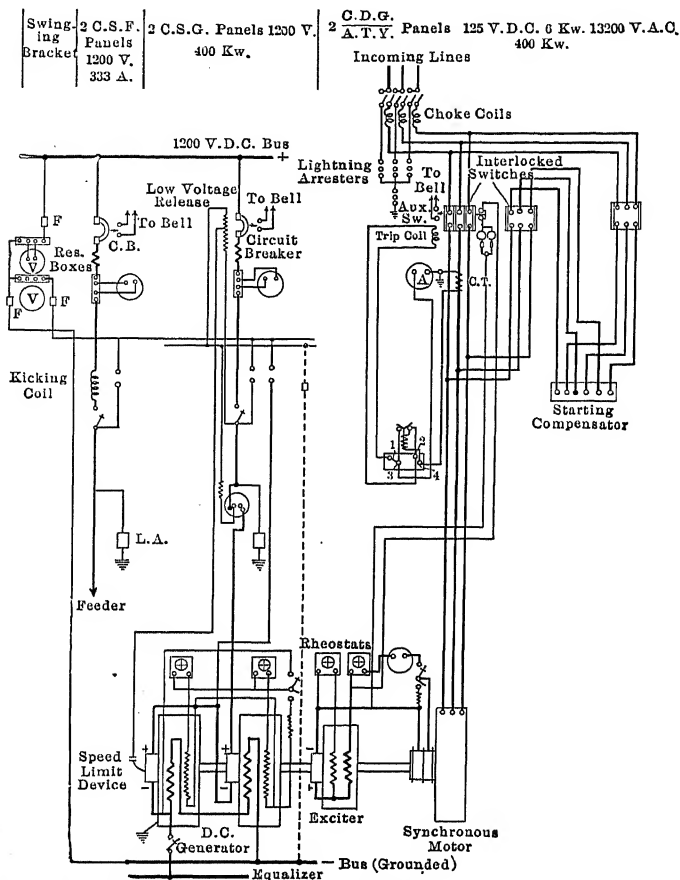 Swing-
ing
Bracket
2 C.S.F.
Panels
1200 V.
333 A.
2 C.S.G. Panels 1200 V.
400 Kw.
2 C.D.G. / A.T.Y. Panels 125 V.D.C. 6 Kw. 13200 V.A.C.
400 Kw.
Incoming Lines
Choke Coils
1200 V.D.C. Bus +
Lightning
Arresters
To
Bell
Interlocked
Switches
Low Voltage
Release
To Bell
Aux.
Sw.
F
To Bell
Trip Coil
C.B.
Circuit
Breaker
Res.
Boxes
V
V
A
C.T.
F
F
Kicking
Coil
Starting
Compensator
1
2
3
4
L.A.
Feeder
Rheostats
Speed
Limit
Device
+
-
+
-
-
+
D.C.
Generator
Exciter
Synchronous
Motor
- Bus (Grounded)
Equalizer